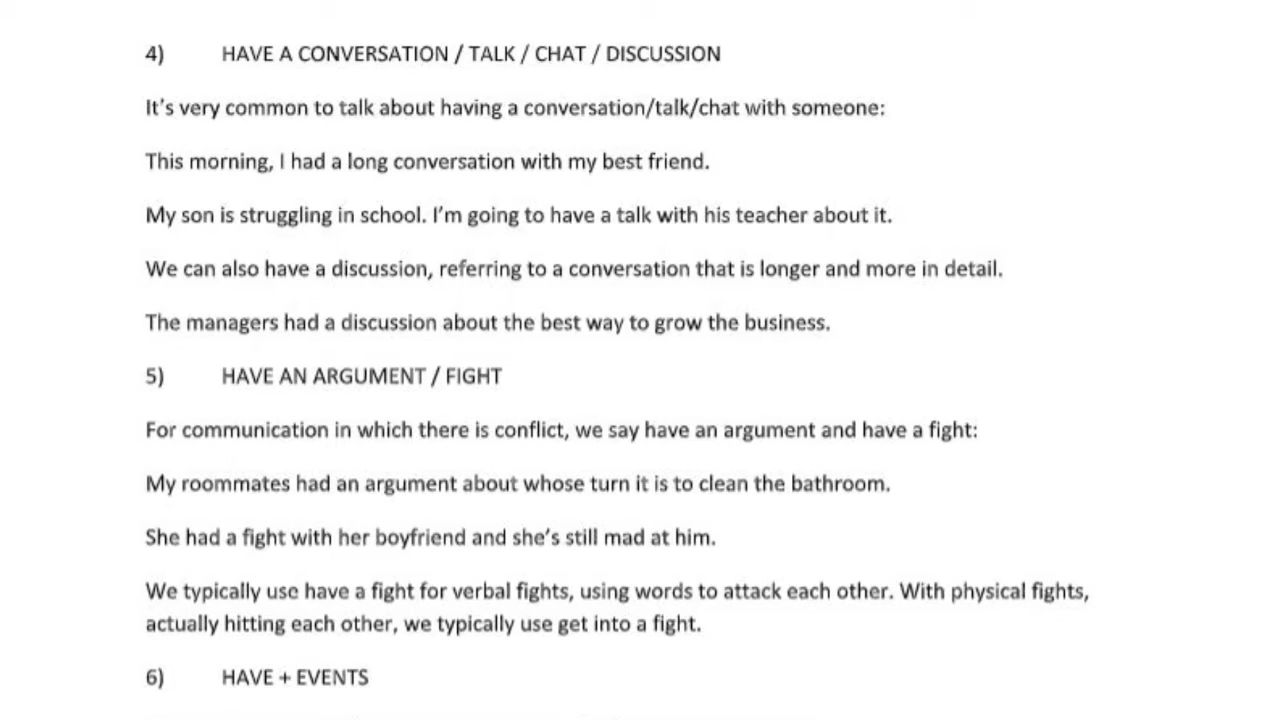 4) HAVE A CONVERSATION / TALK / CHAT / DISCUSSION
It's very common to talk about having a conversation/talk/chat with someone:
This morning, I had a long conversation with my best friend.
My son is struggling in school. I'm going to have a talk with his teacher about it.
We can also have a discussion, referring to a conversation that is longer and more in detail.
The managers had a discussion about the best way to grow the business.
5) HAVE AN ARGUMENT / FIGHT
For communication in which there is conflict, we say have an argument and have a fight:
My roommates had an argument about whose turn it is to clean the bathroom.
She had a fight with her boyfriend and she's still mad at him.
We typically use have a fight for verbal fights, using words to attack each other. With physical fights,
actually hitting each other, we typically use get into a fight.
6) HAVE + EVENTS